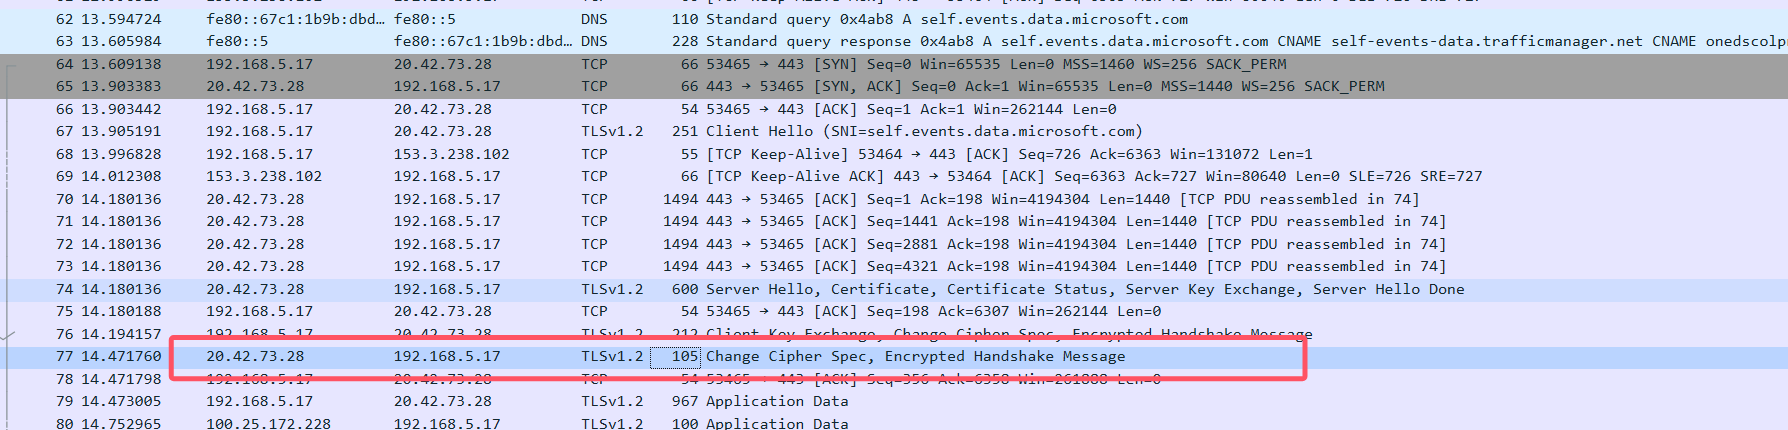 62 13.594724 fe80::67c1:1b9b:dbd… fe80::5 DNS 110 Standard query 0x4ab8 A self.events.data.microsoft.com
63 13.605984 fe80::5 fe80::67c1:1b9b:dbd… DNS 228 Standard query response 0x4ab8 A self.events.data.microsoft.com CNAME self-events-data.trafficmanager.net CNAME onedscolp
64 13.609138 192.168.5.17 20.42.73.28 TCP 66 53465 → 443 [SYN] Seq=0 Win=65535 Len=0 MSS=1460 WS=256 SACK_PERM
65 13.903383 20.42.73.28 192.168.5.17 TCP 66 443 → 53465 [SYN, ACK] Seq=0 Ack=1 Win=65535 Len=0 MSS=1440 WS=256 SACK_PERM
66 13.903442 192.168.5.17 20.42.73.28 TCP 54 53465 → 443 [ACK] Seq=1 Ack=1 Win=262144 Len=0
67 13.905191 192.168.5.17 20.42.73.28 TLSv1.2 251 Client Hello (SNI=self.events.data.microsoft.com)
68 13.996828 192.168.5.17 153.3.238.102 TCP 55 [TCP Keep-Alive] 53464 → 443 [ACK] Seq=726 Ack=6363 Win=131072 Len=1
69 14.012308 153.3.238.102 192.168.5.17 TCP 66 [TCP Keep-Alive ACK] 443 → 53464 [ACK] Seq=6363 Ack=727 Win=80640 Len=0 SLE=726 SRE=727
70 14.180136 20.42.73.28 192.168.5.17 TCP 1494 443 → 53465 [ACK] Seq=1 Ack=198 Win=4194304 Len=1440 [TCP PDU reassembled in 74]
71 14.180136 20.42.73.28 192.168.5.17 TCP 1494 443 → 53465 [ACK] Seq=1441 Ack=198 Win=4194304 Len=1440 [TCP PDU reassembled in 74]
72 14.180136 20.42.73.28 192.168.5.17 TCP 1494 443 → 53465 [ACK] Seq=2881 Ack=198 Win=4194304 Len=1440 [TCP PDU reassembled in 74]
73 14.180136 20.42.73.28 192.168.5.17 TCP 1494 443 → 53465 [ACK] Seq=4321 Ack=198 Win=4194304 Len=1440 [TCP PDU reassembled in 74]
74 14.180136 20.42.73.28 192.168.5.17 TLSv1.2 600 Server Hello, Certificate, Certificate Status, Server Key Exchange, Server Hello Done
75 14.180188 192.168.5.17 20.42.73.28 TCP 54 53465 → 443 [ACK] Seq=198 Ack=6307 Win=262144 Len=0
76 14.194157 192.168.5.17 20.42.73.28 TLSv1.2 212 Client Key Exchange, Change Cipher Spec, Encrypted Handshake Message
77 14.471760 20.42.73.28 192.168.5.17 TLSv1.2 105 Change Cipher Spec, Encrypted Handshake Message
78 14.471798 192.168.5.17 20.42.73.28 TCP 54 53465 → 443 [ACK] Seq=356 Ack=6358 Win=261888 Len=0
79 14.473005 192.168.5.17 20.42.73.28 TLSv1.2 967 Application Data
80 14.752965 100.25.172.228 192.168.5.17 TLSv1.2 100 Application Data